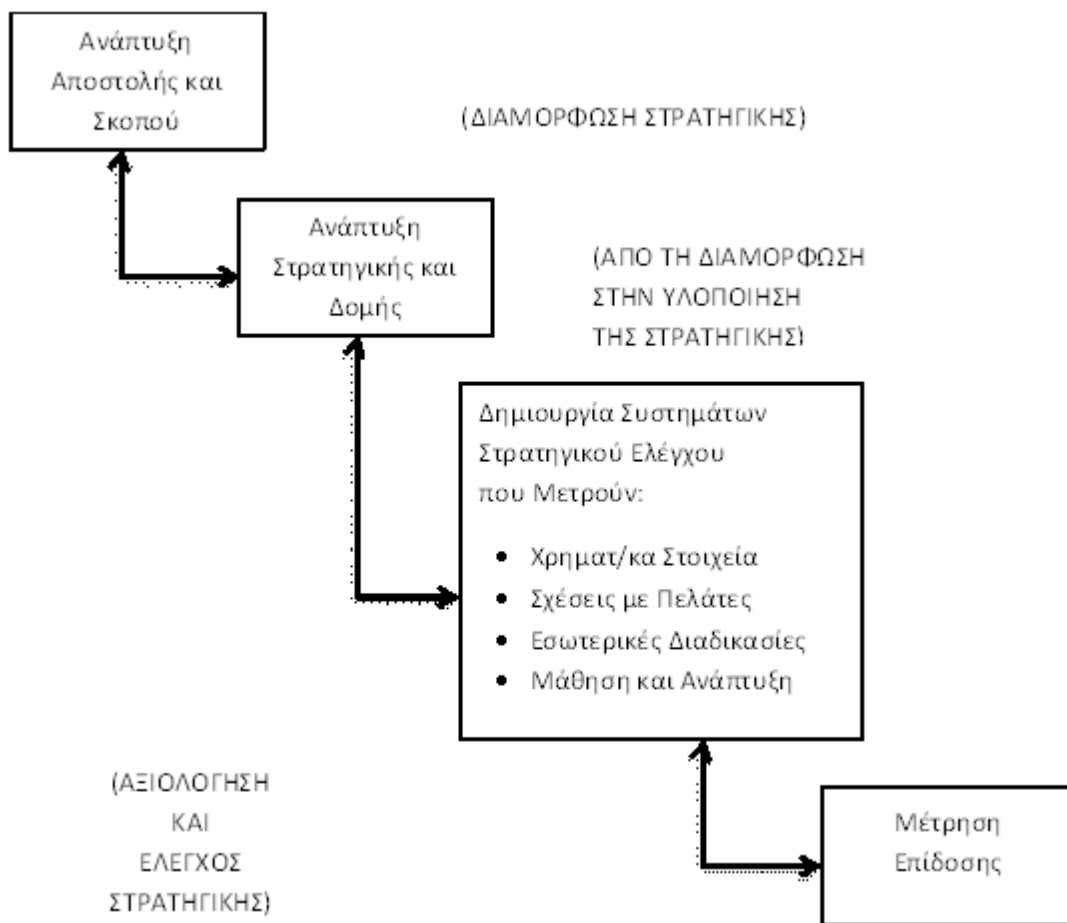 Ανάπτυξη
Αποστολής και
Σκοπού
(ΔΙΑΜΟΡΦΩΣΗ ΣΤΡΑΤΗΓΙΚΗΣ)
Ανάπτυξη
Στρατηγικής και
Δομής
(ΑΠΟ ΤΗ ΔΙΑΜΟΡΦΩΣΗ
ΣΤΗΝ ΥΛΟΠΟΙΗΣΗ
ΤΗΣ ΣΤΡΑΤΗΓΙΚΗΣ)
Δημιουργία Συστημάτων
Στρατηγικού Ελέγχου
που Μετρούν:
• Χρηματ/κα Στοιχεία
• Σχέσεις με Πελάτες
• Εσωτερικές Διαδικασίες
• Μάθηση και Ανάπτυξη
(ΑΞΙΟΛΟΓΗΣΗ
ΚΑΙ
ΕΛΕΓΧΟΣ
ΣΤΡΑΤΗΓΙΚΗΣ)
Μέτρηση
Επίδοσης